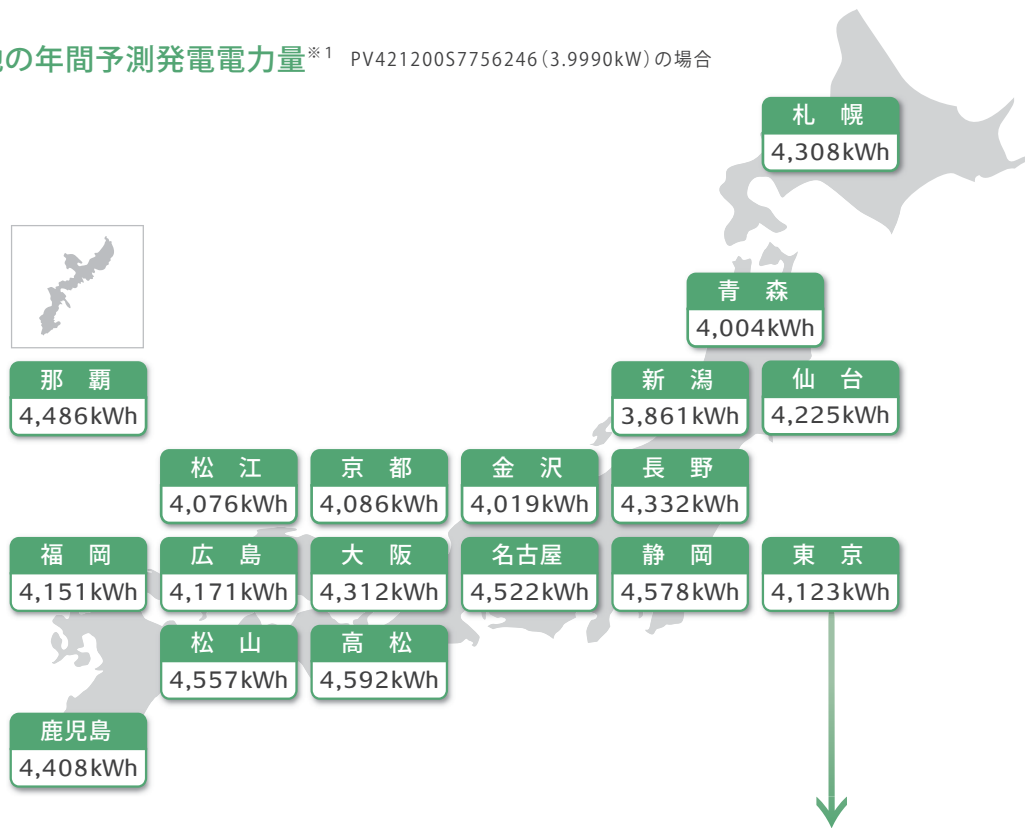 の年間予測発電電力量※1 PV421200S7756246(3.9990kW)の場合
札 幌
4,308kWh
青 森
4,004kWh
那 覇
4,486kWh
新 潟
3,861kWh
仙 台
4,225kWh
松 江
4,076kWh
京 都
4,086kWh
金 沢
4,019kWh
長 野
4,332kWh
福 岡
4,151kWh
広 島
4,171kWh
大 阪
4,312kWh
名古屋
4,522kWh
静 岡
4,578kWh
東 京
4,123kWh
松 山
4,557kWh
高 松
4,592kWh
鹿児島
4,408kWh